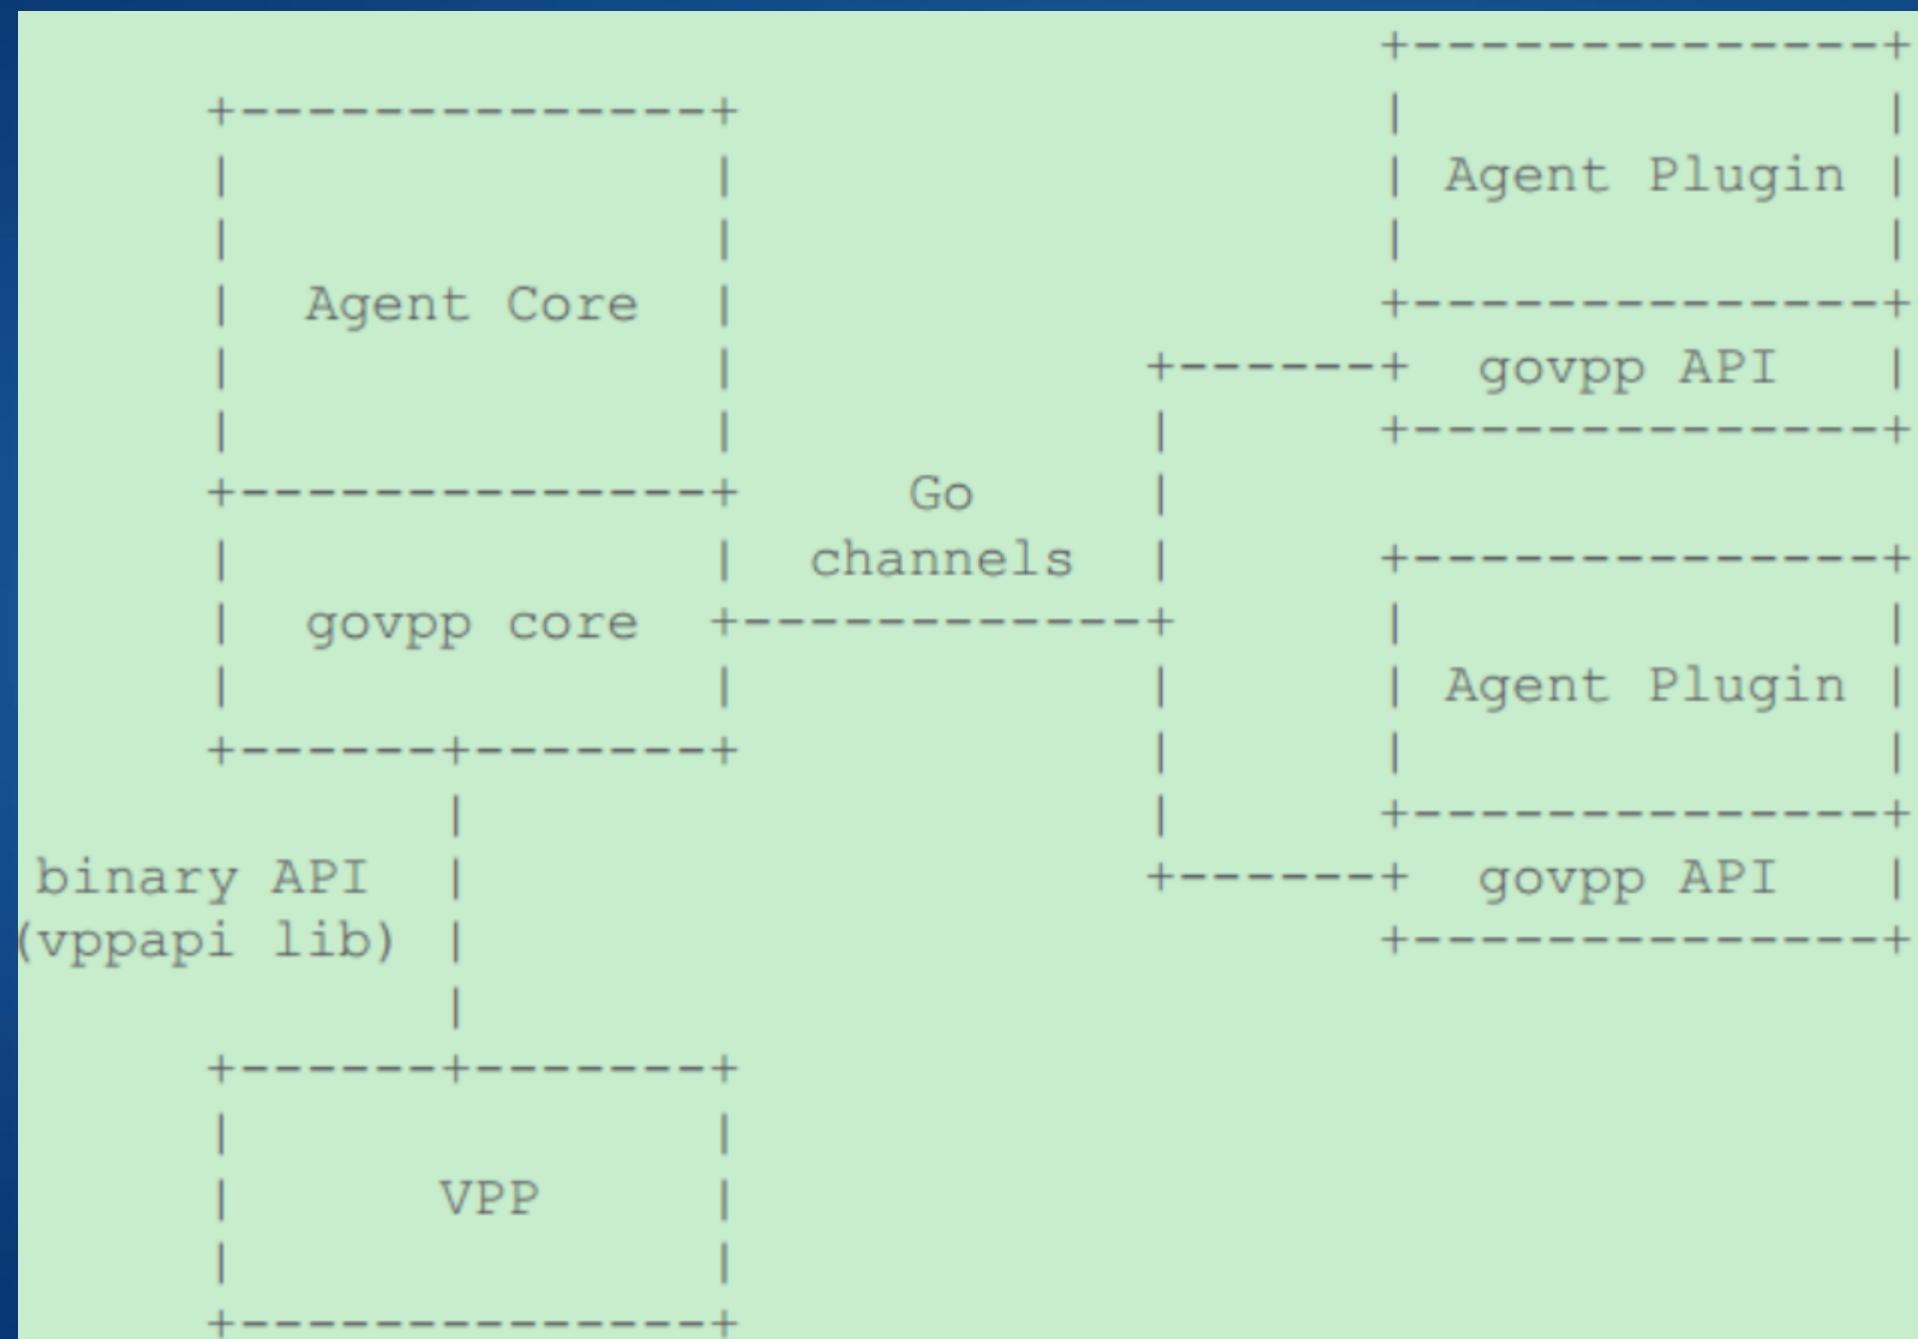 Agent Plugin
Agent Core
govpp API
Go
channels
govpp core
Agent Plugin
binary API
govpp API
(vppapi lib)
VPP